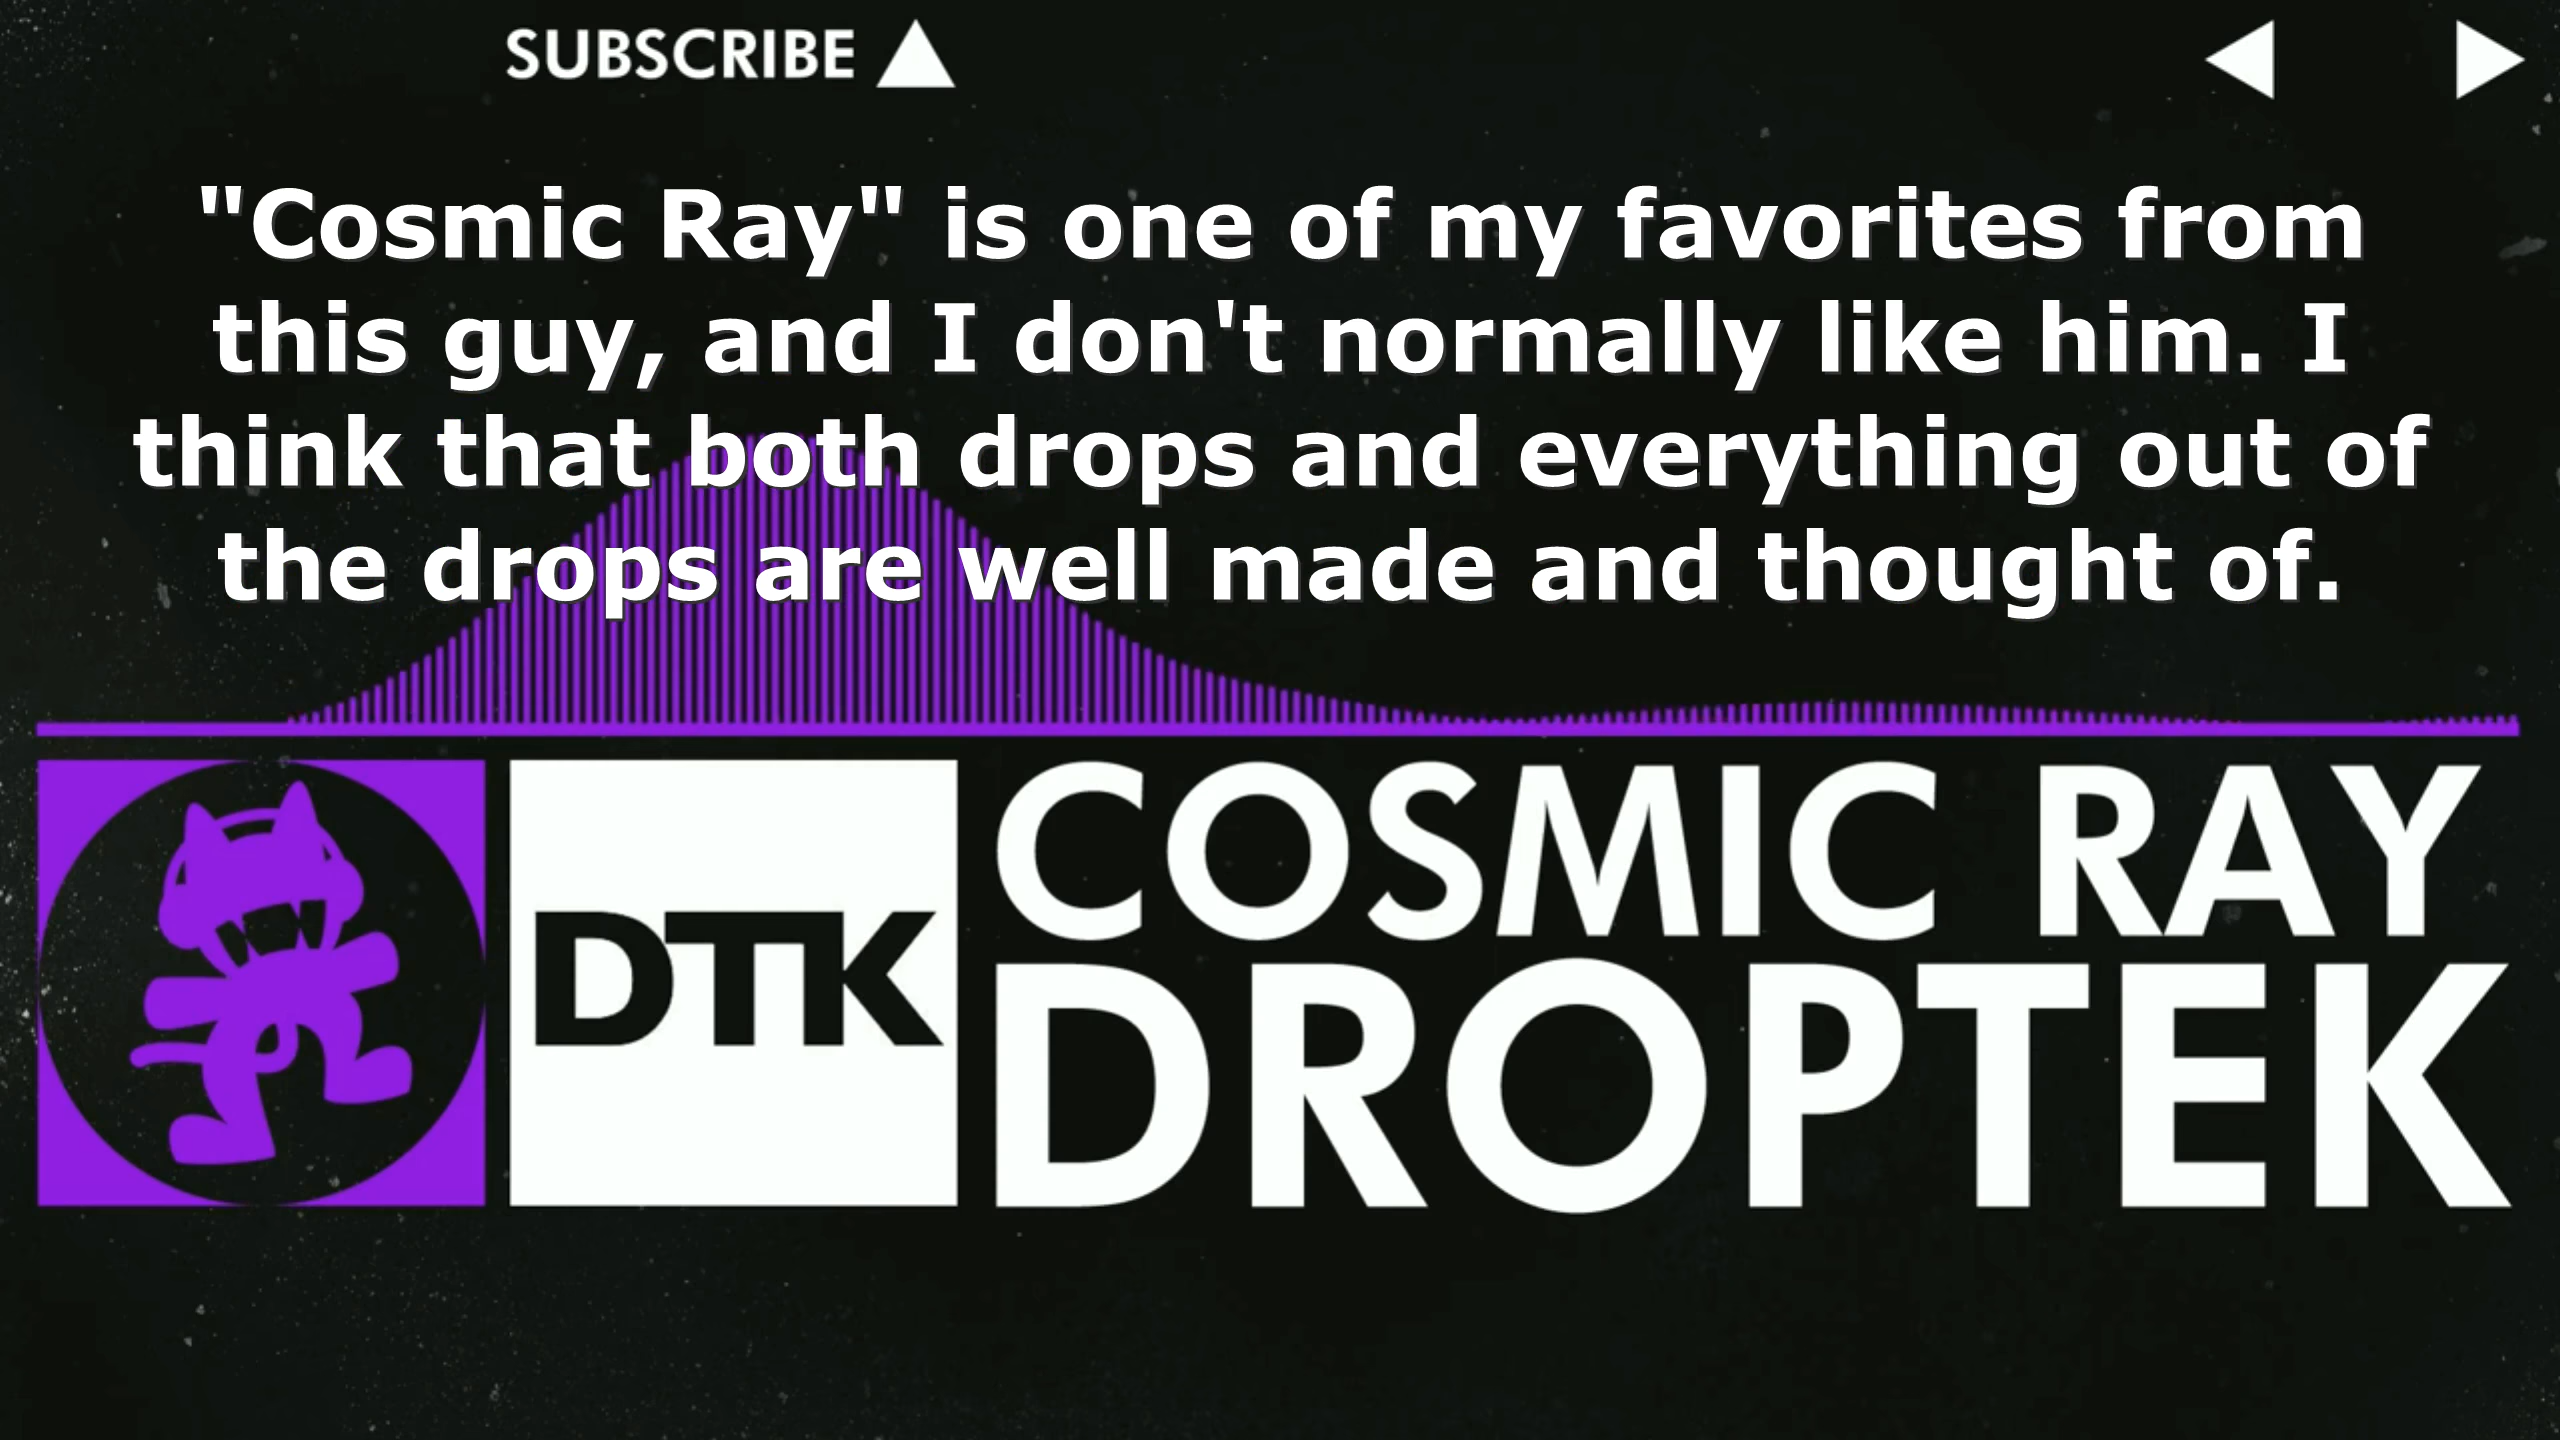 SUBSCRIBE
"Cosmic Ray" is one of my favorites from
this guy, and I don't normally like him. I
think that both drops and everything out of
the drops are well made and thought of.
DTK
COSMIC RAY
DROPTEK